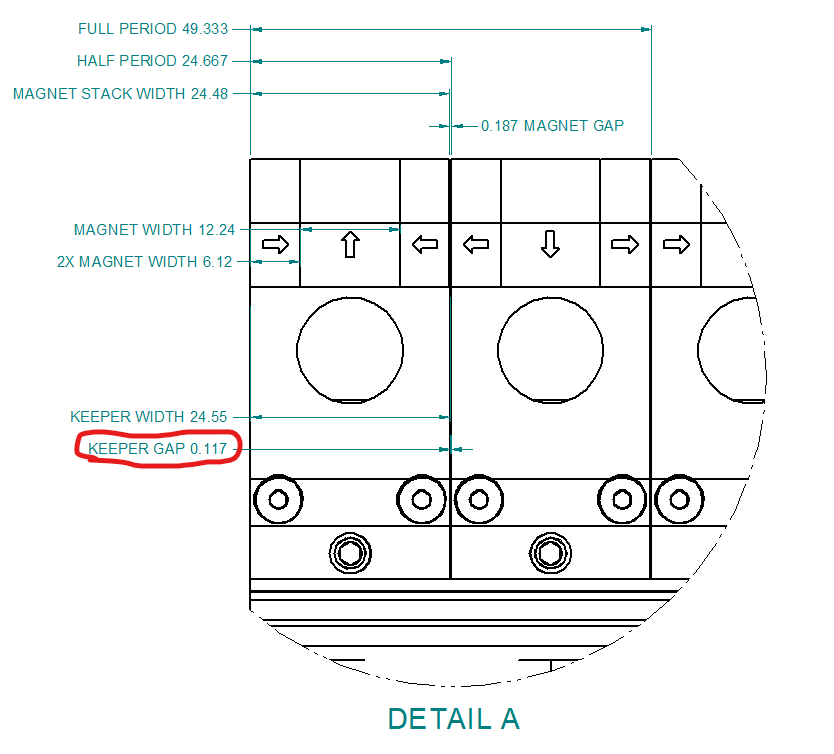 FULL PERIOD 49.333
HALF PERIOD 24.667
MAGNET STACK WIDTH 24.48
0.187 MAGNET GAP
MAGNET WIDTH 12.24
2X MAGNET WIDTH 6.12
KEEPER WIDTH 24.55
KEEPER GAP 0.117
DETAIL A